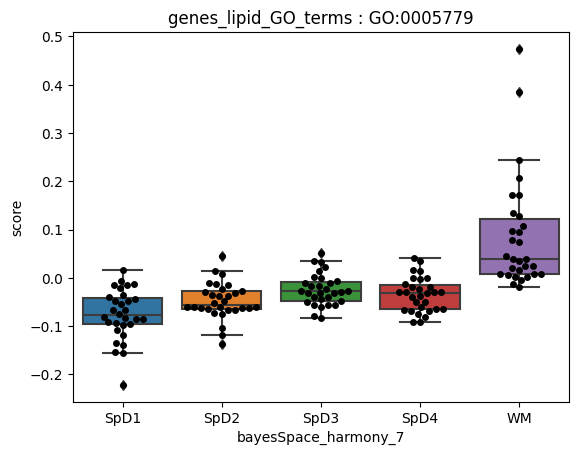 genes_lipid_GO_terms : GO:0005779
0.5
0.4
0.3
0.2
0.1
0.0
−0.1
−0.2
score
SpD1 SpD2 SpD3 SpD4 WM
bayesSpace_harmony_7